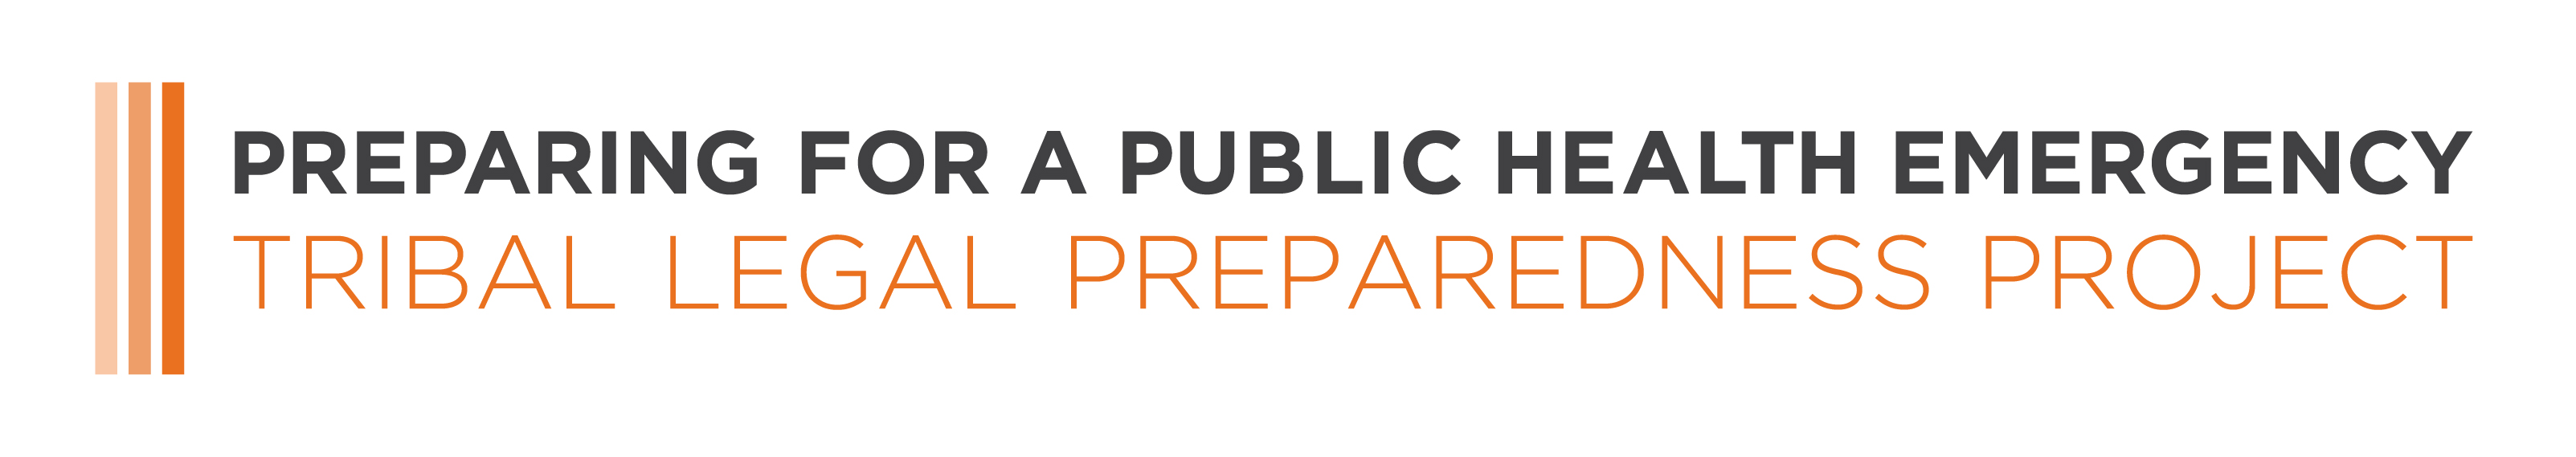 PREPARING FOR A PUBLIC HEALTH EMERGENCY
TRIBAL LEGAL PREPAREDNESS PROJECT